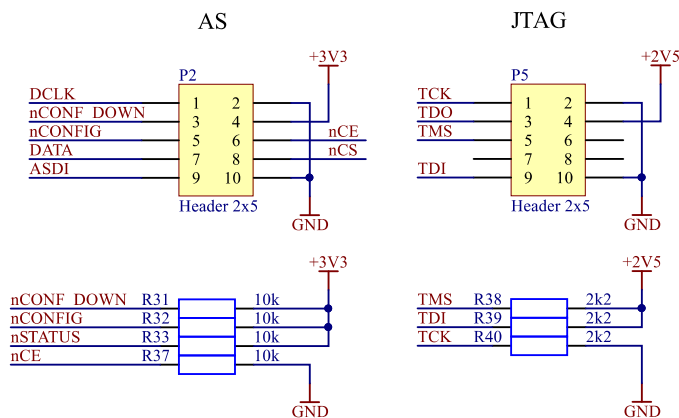 AS
JTAG
+3V3
+2V5
P2
P5
DCLK 1 2
nCONF_DOWN 3 4
nCONFIG 5 6 nCE
DATA 7 8 nCS
ASDI 9 10
Header 2x5
GND
TCK 1 2
TDO 3 4
TMS 5 6
7 8
TDI 9 10
Header 2x5
GND
+3V3
nCONF_DOWN R31 10k
nCONFIG R32 10k
nSTATUS R33 10k
nCE R37 10k
GND
+2V5
TMS R38 2k2
TDI R39 2k2
TCK R40 2k2
GND